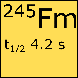 ²⁴⁵Fm
t₁/₂ 4.2 s